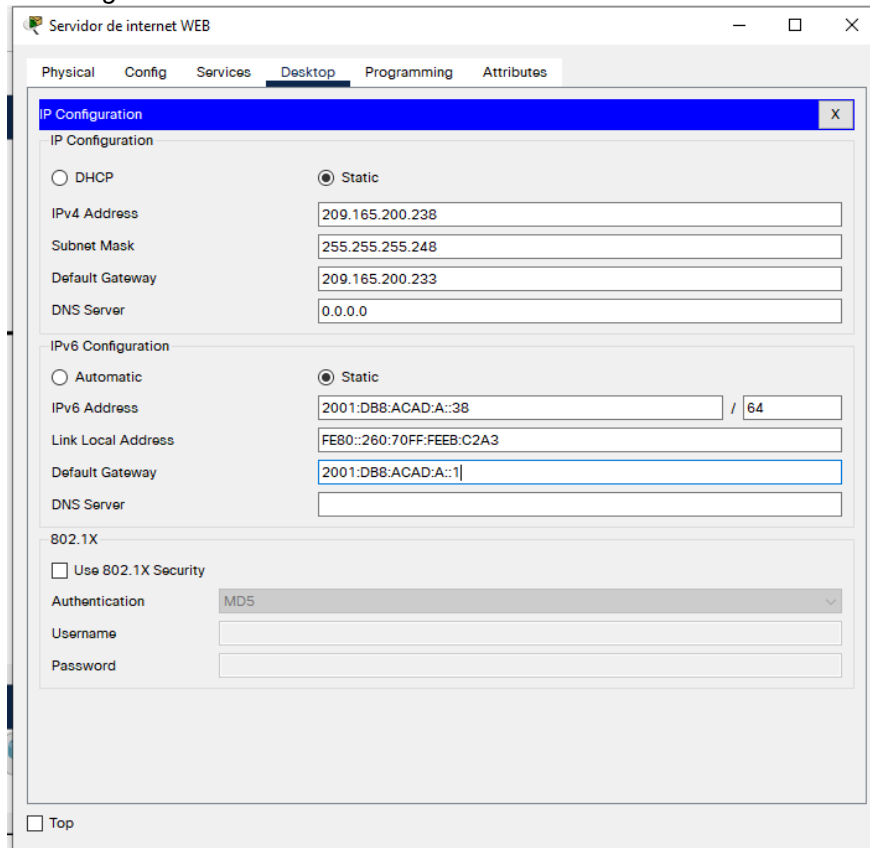 Servidor de internet WEB
Physical Config Services Desktop Programming Attributes
IP Configuration X
IP Configuration
DHCP Static
IPv4 Address 209.165.200.238
Subnet Mask 255.255.255.248
Default Gateway 209.165.200.233
DNS Server 0.0.0.0
IPv6 Configuration
Automatic Static
IPv6 Address 2001:DB8:ACAD:A::38 / 64
Link Local Address FE80::260:70FF:FEEB:C2A3
Default Gateway 2001:DB8:ACAD:A::1
DNS Server
802.1X
Use 802.1X Security
Authentication MD5
Username
Password
Top